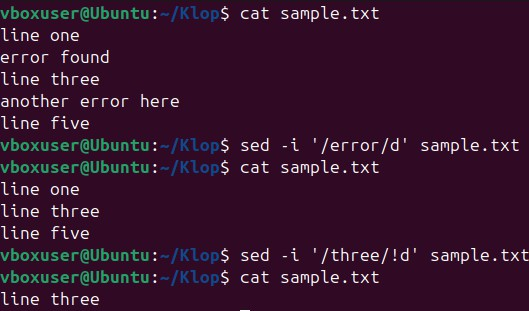 vboxuser@Ubuntu:~/Klop$ cat sample.txt
line one
error found
line three
another error here
line five
vboxuser@Ubuntu:~/Klop$ sed -i '/error/d' sample.txt
vboxuser@Ubuntu:~/Klop$ cat sample.txt
line one
line three
line five
vboxuser@Ubuntu:~/Klop$ sed -i '/three/!d' sample.txt
vboxuser@Ubuntu:~/Klop$ cat sample.txt
line three